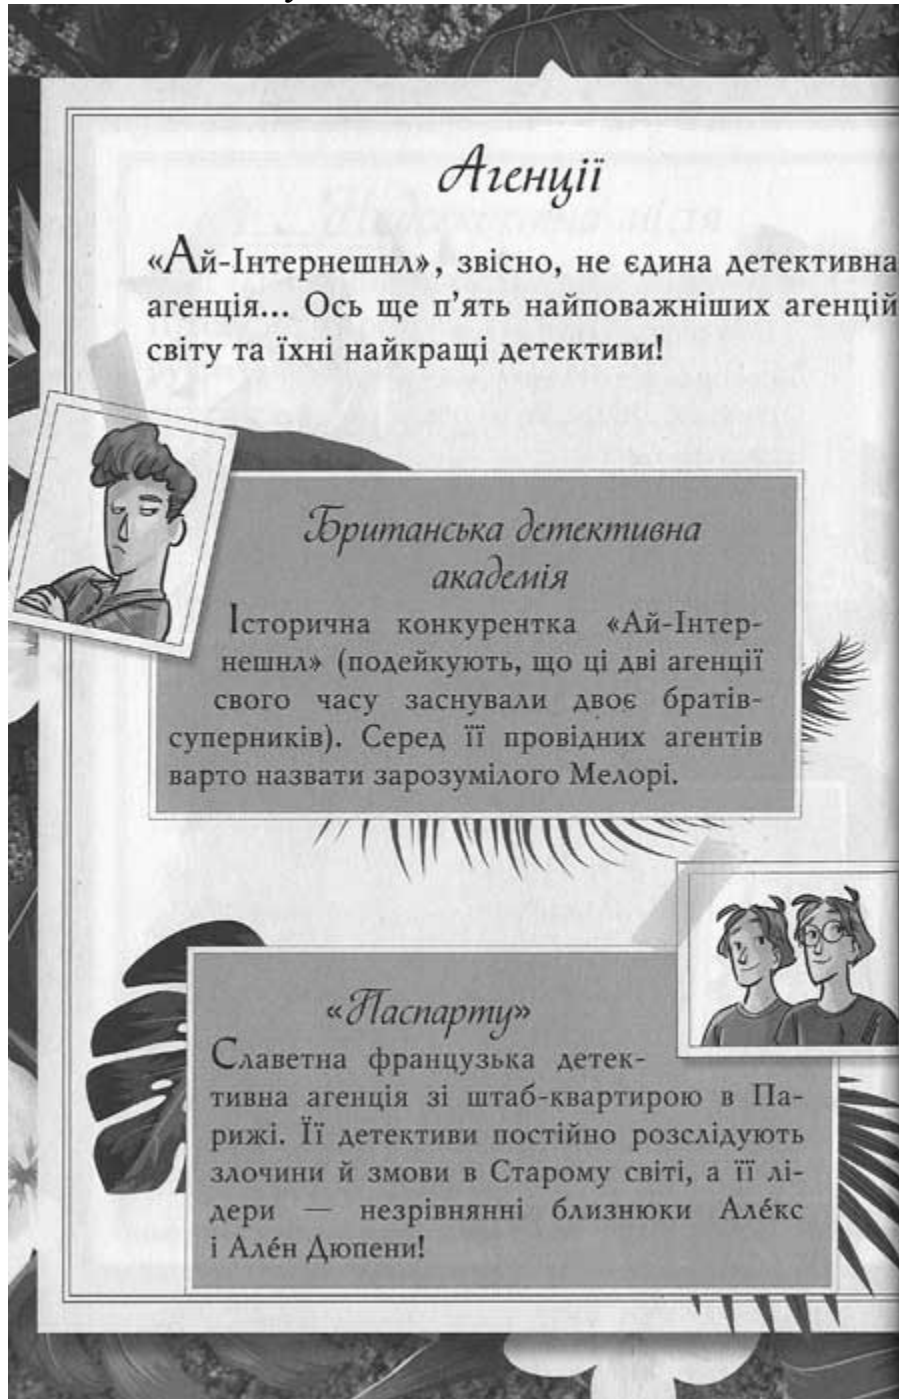 Агенції
«Ай-Інтернешнл», звісно, не єдина детективна
агенція... Ось ще п’ять найповажніших агенцій
світу та їхні найкращі детективи!
Британська детективна
академія
Історична конкурентка «Ай-Інтер-
нешнл» (подейкують, що ці дві агенції
свого часу заснували двоє братів-
суперників). Серед її провідних агентів
варто назвати зарозумілого Мелорі.
«Паспарту»
Славетна французька детек-
тивна агенція зі штаб-квартирою в Па-
рижі. Її детективи постійно розслідують
злочини й змови в Старому світі, а її лі-
дери — незрівнянні близнюки Алéкс
і Алéн Дюпени!